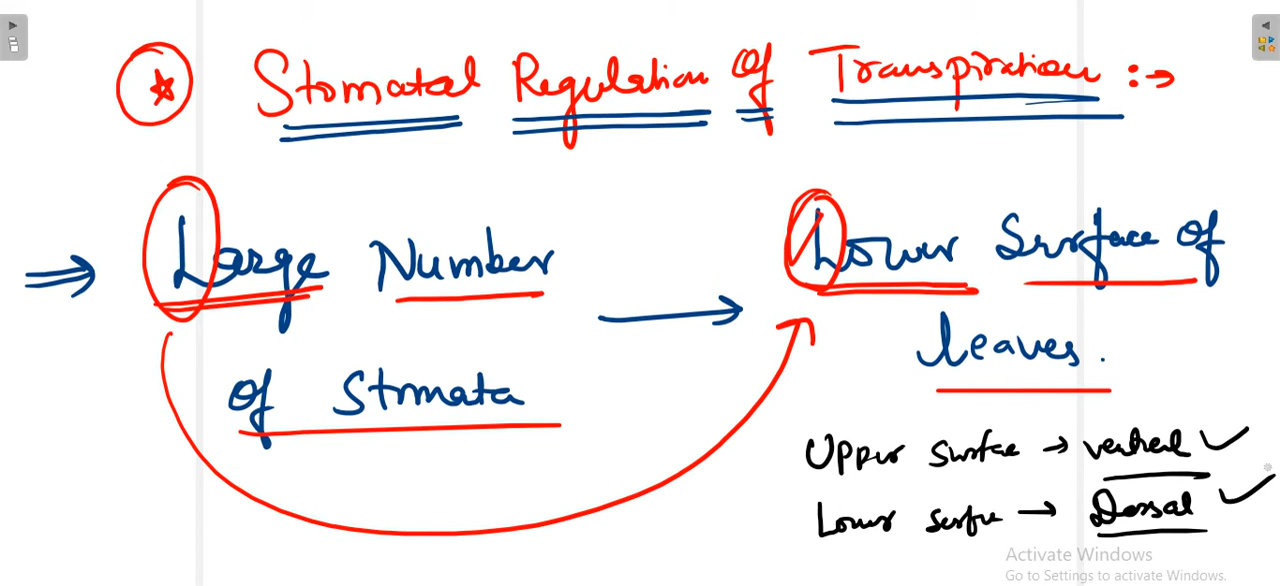 Stomatal Regulation of Transpiration :→
⇒ Large Number → Lower Surface of
of Stomata leaves.
Upper surface → ventral ✓
Lower surfce → Dorsal ✓
Activate Windows
Go to Settings to activate Windows.